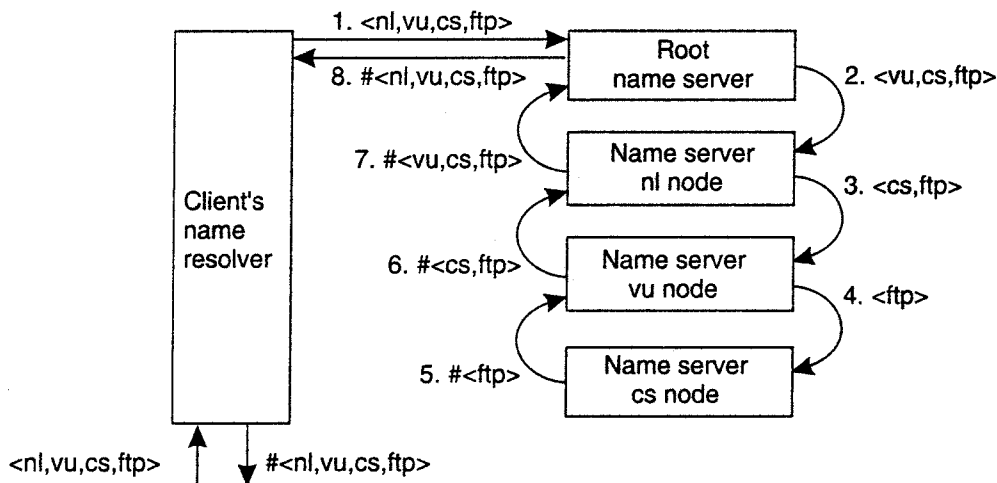 1. <nl,vu,cs,ftp>
8. #<nl,vu,cs,ftp>
Root
name server
2. <vu,cs,ftp>
7. #<vu,cs,ftp>
Name server
nl node
3. <cs,ftp>
Client's
name
resolver
6. #<cs,ftp>
Name server
vu node
4. <ftp>
5. #<ftp>
Name server
cs node
<nl,vu,cs,ftp>
#<nl,vu,cs,ftp>